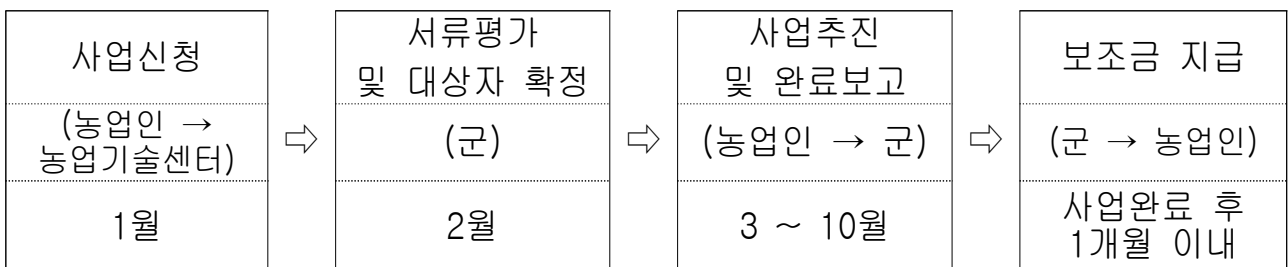 사업신청
(농업인 →
농업기술센터)
1월
⇨
서류평가
및 대상자 확정
(군)
2월
⇨
사업추진
및 완료보고
(농업인 → 군)
3 ~ 10월
⇨
보조금 지급
(군 → 농업인)
사업완료 후
1개월 이내